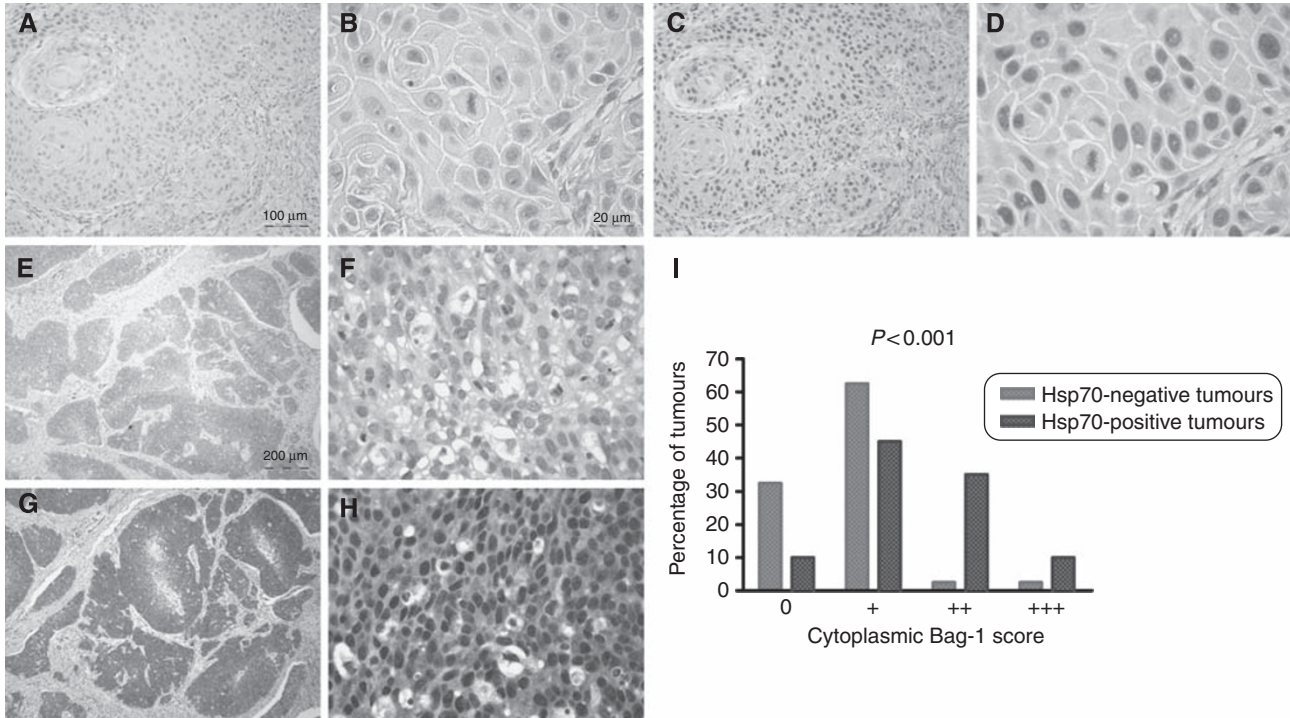 A
B
C
D
100 μm
20 μm
E
F
I
200 μm
G
H
P<0.001
Percentage of tumours
70
60
50
40
30
20
10
0
0
+
++
+++
Cytoplasmic Bag-1 score
Hsp70-negative tumours
Hsp70-positive tumours